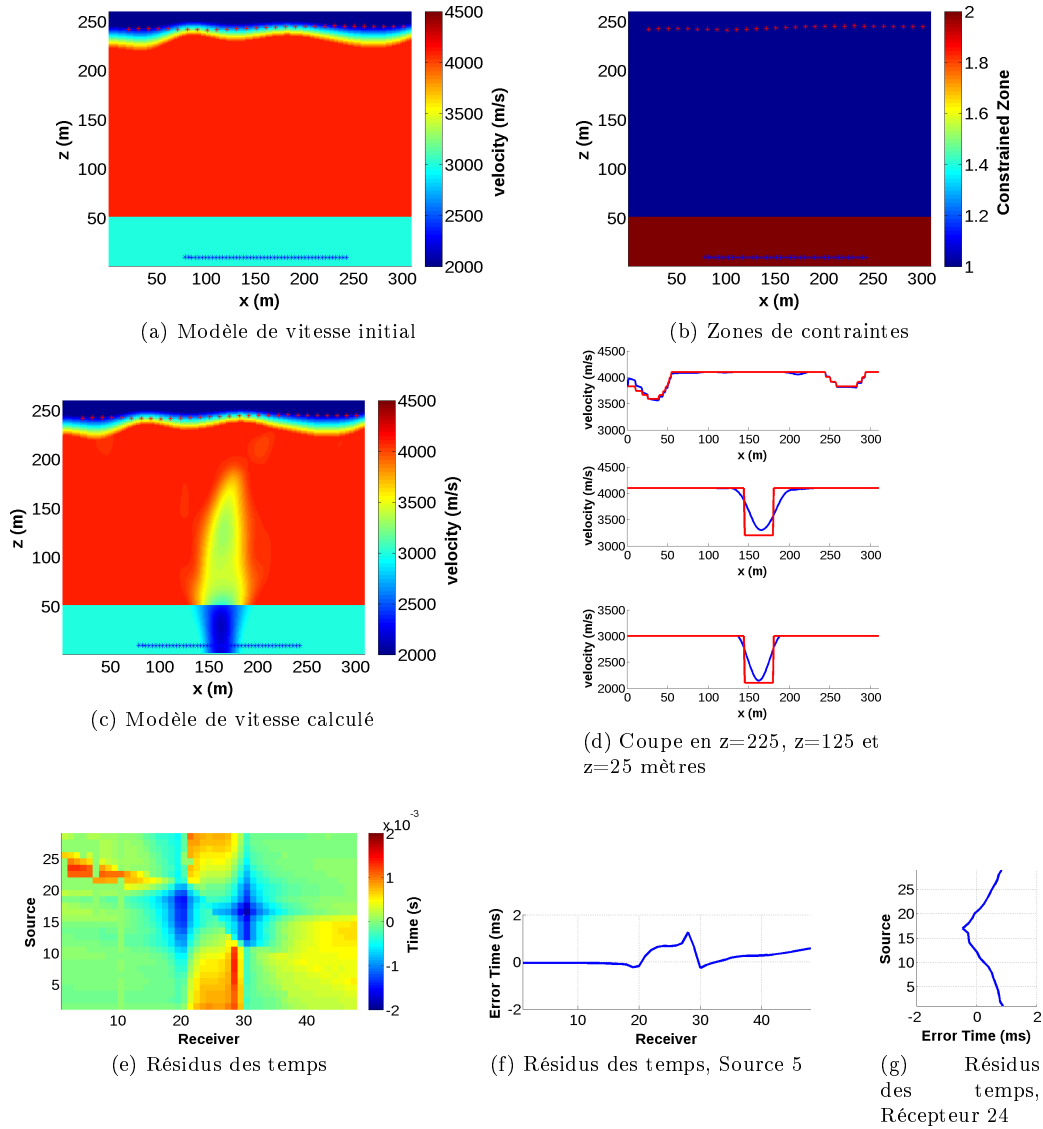 250
200
150
100
50
z (m)
50 100 150 200 250 300
x (m)
4500
4000
3500
3000
2500
2000
velocity (m/s)
(a) Modèle de vitesse initial
250
200
150
100
50
z (m)
50 100 150 200 250 300
x (m)
2
1.8
1.6
1.4
1.2
1
Constrained Zone
(b) Zones de contraintes
250
200
150
100
50
z (m)
50 100 150 200 250 300
x (m)
4500
4000
3500
3000
2500
2000
velocity (m/s)
(c) Modèle de vitesse calculé
4500
4000
3500
3000
velocity (m/s)
0 50 100 150 200 250 300
x (m)
4500
4000
3500
3000
velocity (m/s)
0 50 100 150 200 250 300
x (m)
3500
3000
2500
2000
velocity (m/s)
0 50 100 150 200 250 300
x (m)
(d) Coupe en z=225, z=125 et
z=25 mètres
25
20
15
10
5
Source
10 20 30 40
Receiver
x 10
-3
2
1
0
-1
-2
Time (s)
(e) Résidus des temps
2
0
-2
Error Time (ms)
10 20 30 40
Receiver
(f) Résidus des temps, Source 5
25
20
15
10
5
Source
-2 0 2
Error Time (ms)
(g) Résidus
des temps,
Récepteur 24